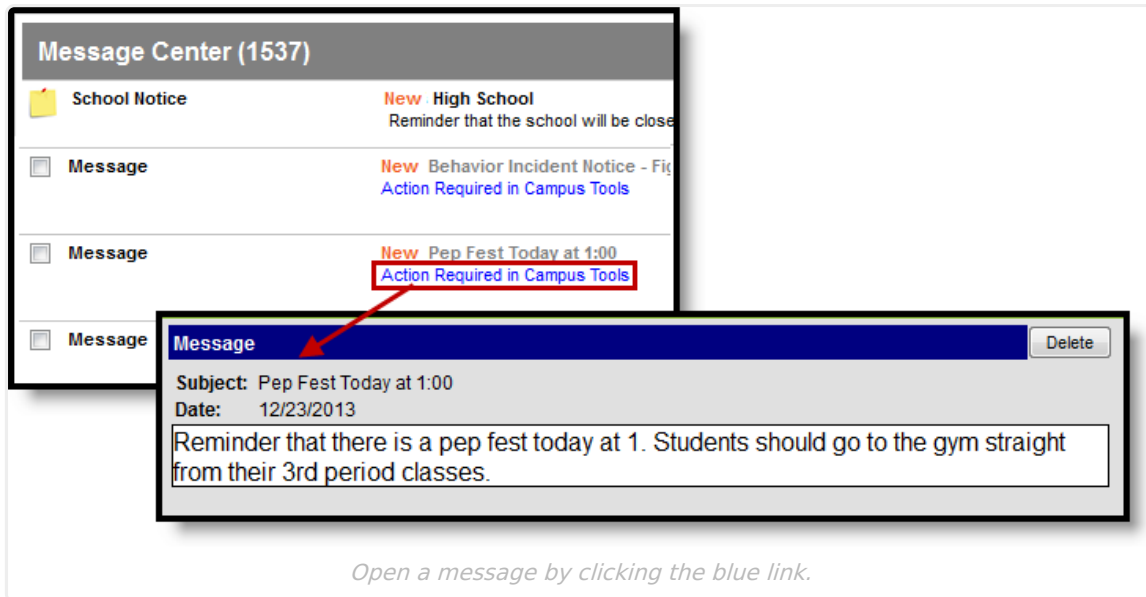 Message Center (1537)
School Notice New High School
Reminder that the school will be close
Message New Behavior Incident Notice - Fig
Action Required in Campus Tools
Message New Pep Fest Today at 1:00
Action Required in Campus Tools
Message
Message Delete
Subject: Pep Fest Today at 1:00
Date: 12/23/2013
Reminder that there is a pep fest today at 1. Students should go to the gym straight
from their 3rd period classes.
Open a message by clicking the blue link.